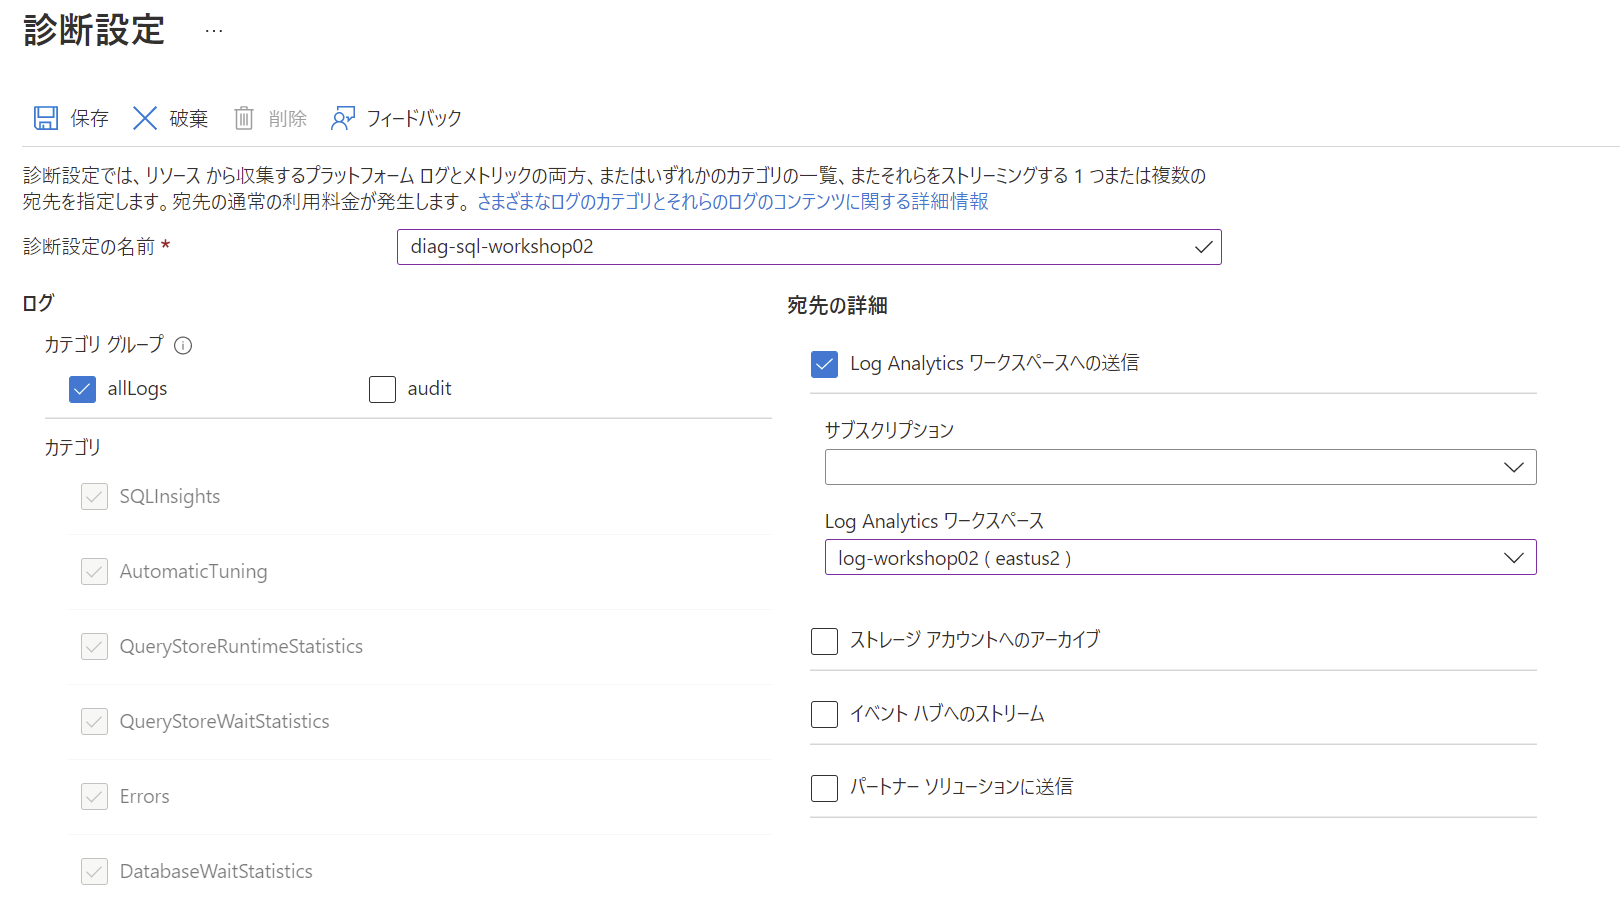 診断設定 …
保存 破棄 削除 フィードバック
診断設定では、リソース から収集するプラットフォーム ログとメトリックの両方、またはいずれかのカテゴリの一覧、またそれらをストリーミングする 1 つまたは複数の
宛先を指定します。宛先の通常の利用料金が発生します。 さまざまなログのカテゴリとそれらのログのコンテンツに関する詳細情報
診断設定の名前 *
diag-sql-workshop02
ログ
カテゴリ グループ
allLogs
audit
カテゴリ
SQLInsights
AutomaticTuning
QueryStoreRuntimeStatistics
QueryStoreWaitStatistics
Errors
DatabaseWaitStatistics
宛先の詳細
Log Analytics ワークスペースへの送信
サブスクリプション
Log Analytics ワークスペース
log-workshop02 ( eastus2 )
ストレージ アカウントへのアーカイブ
イベント ハブへのストリーム
パートナー ソリューションに送信